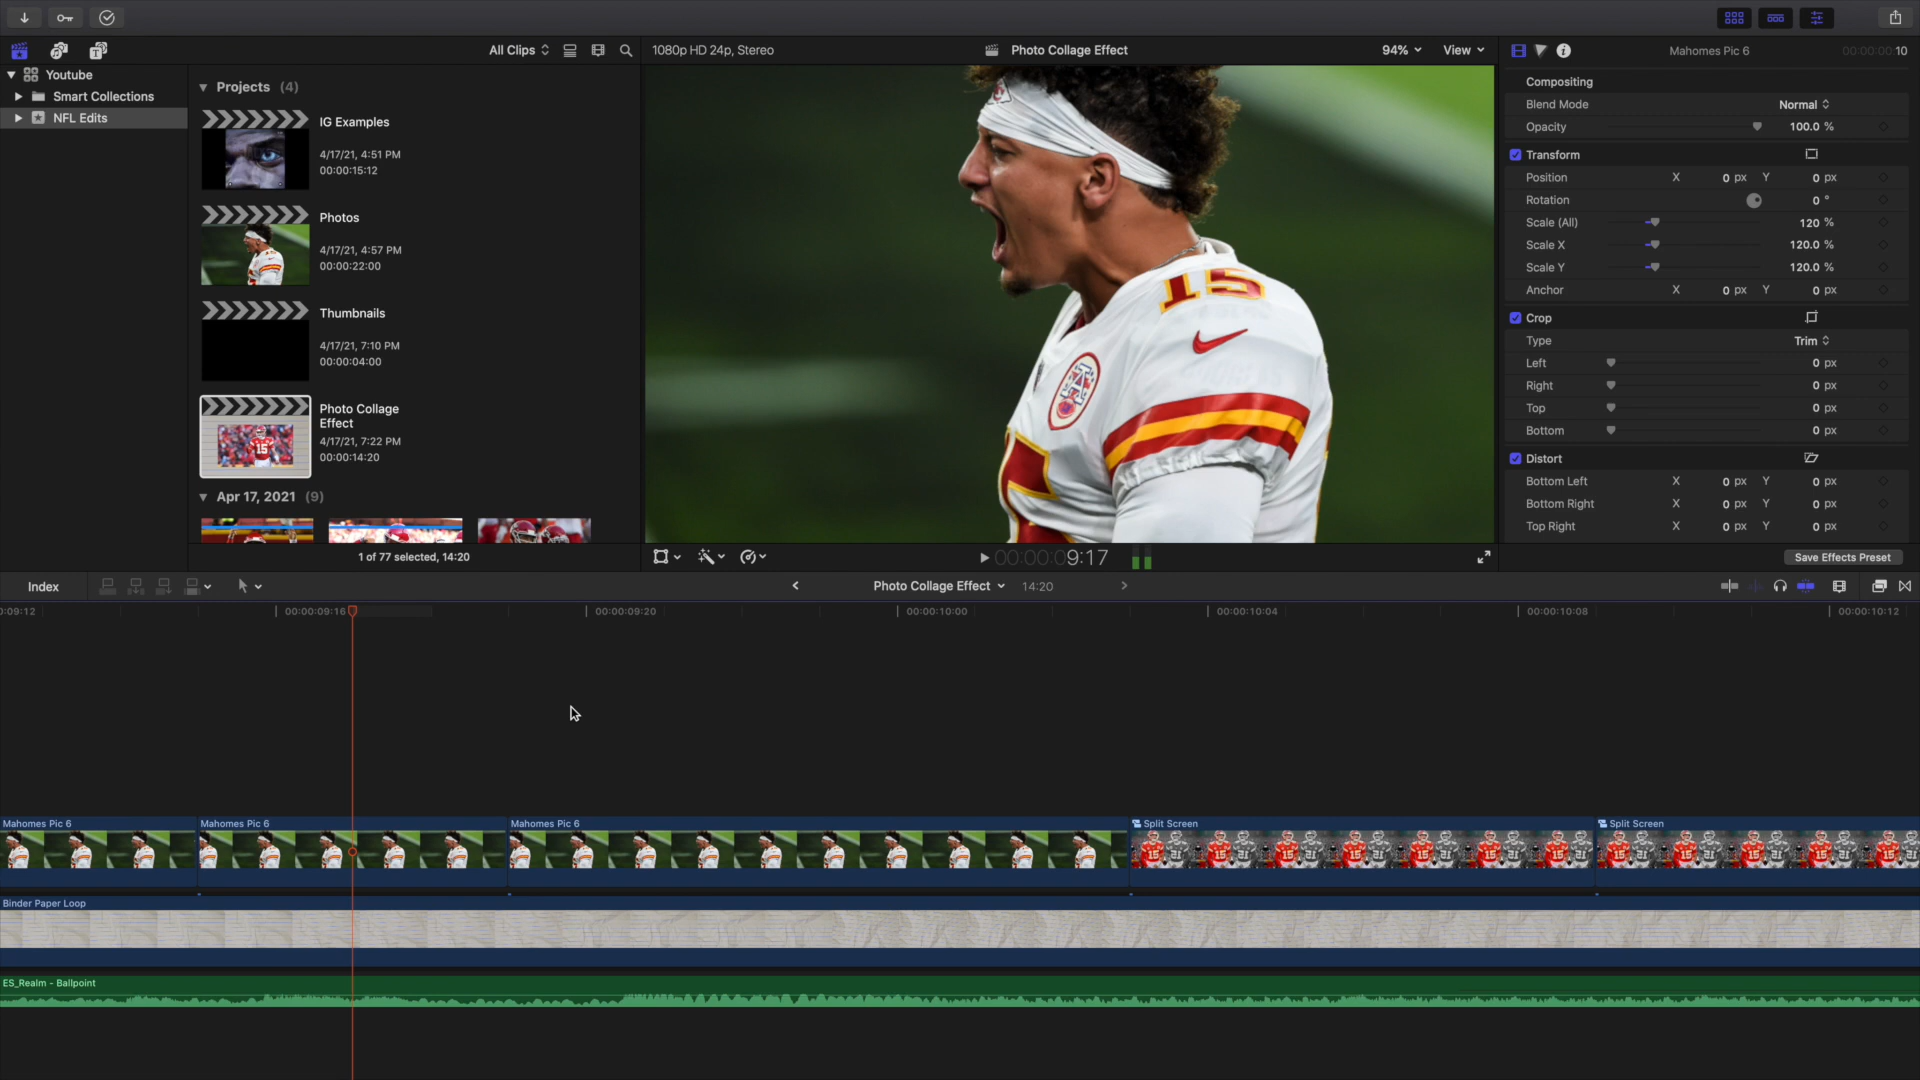 All Clips
1080p HD 24p, Stereo
Photo Collage Effect
94%
View
Mahomes Pic 6
00:00:00:10
Youtube
Smart Collections
NFL Edits
Projects (4)
IG Examples
4/17/21, 4:51 PM
00:00:15:12
Photos
4/17/21, 4:57 PM
00:00:22:00
Thumbnails
4/17/21, 7:10 PM
00:00:04:00
Photo Collage
Effect
4/17/21, 7:22 PM
00:00:14:20
Apr 17, 2021 (9)
1 of 77 selected, 14:20
15
00:00:09:17
Compositing
Blend Mode Normal
Opacity 100.0 %
Transform
Position X 0 px Y 0 px
Rotation 0 °
Scale (All) 120 %
Scale X 120.0 %
Scale Y 120.0 %
Anchor X 0 px Y 0 px
Crop
Type Trim
Left 0 px
Right 0 px
Top 0 px
Bottom 0 px
Distort
Bottom Left X 0 px Y 0 px
Bottom Right X 0 px Y 0 px
Top Right X 0 px Y 0 px
Save Effects Preset
Index
Photo Collage Effect 14:20
0:09:12 00:00:09:16 00:00:09:20 00:00:10:00 00:00:10:04 00:00:10:08 00:00:10:12
Mahomes Pic 6 Mahomes Pic 6 Mahomes Pic 6 Split Screen Split Screen
Binder Paper Loop
ES_Realm - Ballpoint